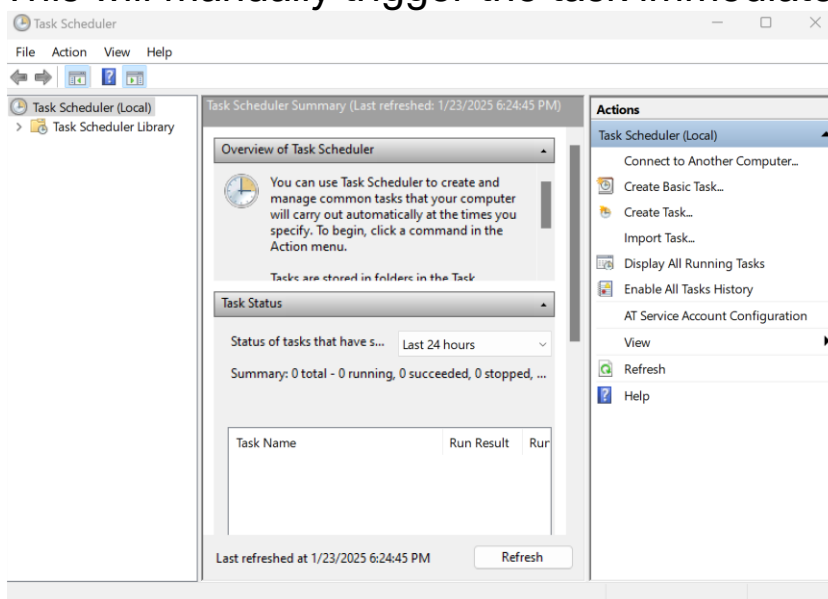 This will manually trigger the task immediate
Task Scheduler
File Action View Help
Task Scheduler (Local)
Task Scheduler Library
Task Scheduler Summary (Last refreshed: 1/23/2025 6:24:45 PM)
Overview of Task Scheduler
You can use Task Scheduler to create and
manage common tasks that your computer
will carry out automatically at the times you
specify. To begin, click a command in the
Action menu.
Tasks are stored in folders in the Task
Task Status
Status of tasks that have s... Last 24 hours
Summary: 0 total - 0 running, 0 succeeded, 0 stopped, ...
Task Name Run Result Run
Last refreshed at 1/23/2025 6:24:45 PM Refresh
Actions
Task Scheduler (Local)
Connect to Another Computer...
Create Basic Task...
Create Task...
Import Task...
Display All Running Tasks
Enable All Tasks History
AT Service Account Configuration
View
Refresh
Help